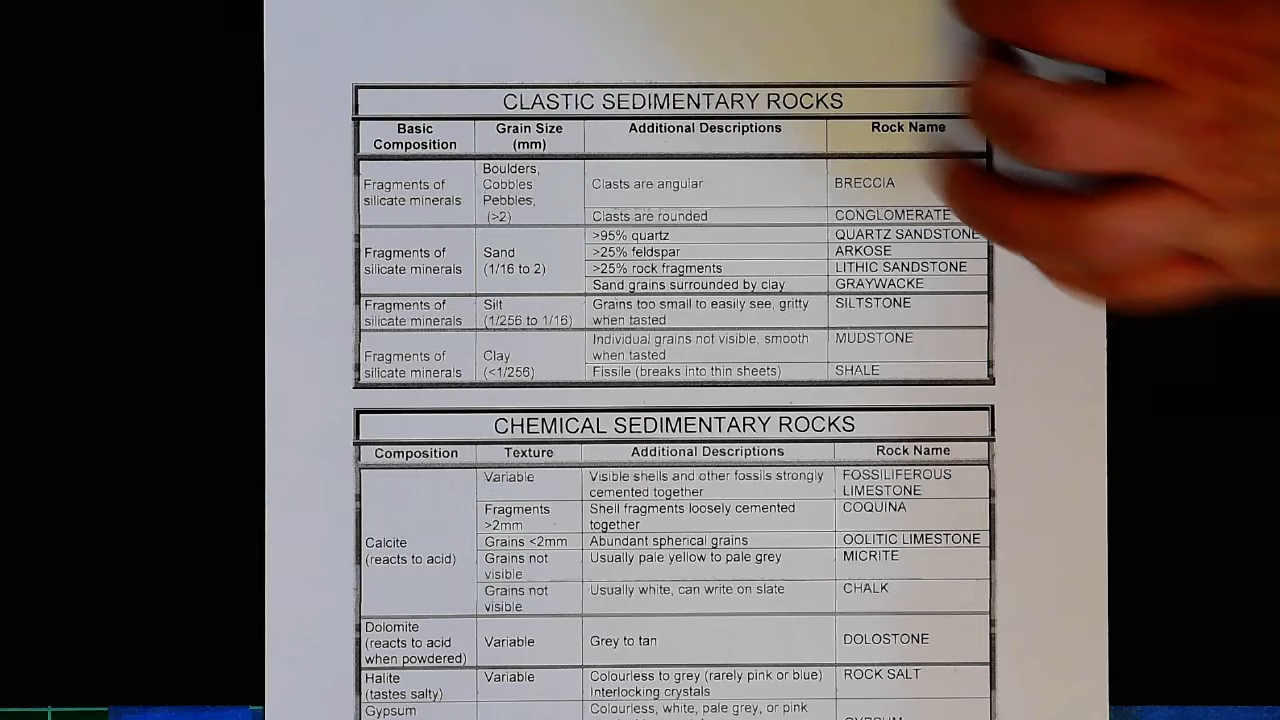 CLASTIC SEDIMENTARY ROCKS
Basic Composition
Grain Size (mm)
Additional Descriptions
Rock Name
Fragments of silicate minerals
Boulders, Cobbles Pebbles, (>2)
Clasts are angular
BRECCIA
Clasts are rounded
CONGLOMERATE
Fragments of silicate minerals
Sand (1/16 to 2)
>95% quartz
QUARTZ SANDSTONE
>25% feldspar
ARKOSE
>25% rock fragments
LITHIC SANDSTONE
Sand grains surrounded by clay
GRAYWACKE
Fragments of silicate minerals
Silt (1/256 to 1/16)
Grains too small to easily see, gritty when tasted
SILTSTONE
Fragments of silicate minerals
Clay (<1/256)
Individual grains not visible, smooth when tasted
MUDSTONE
Fissile (breaks into thin sheets)
SHALE
CHEMICAL SEDIMENTARY ROCKS
Composition
Texture
Additional Descriptions
Rock Name
Calcite (reacts to acid)
Variable
Visible shells and other fossils strongly cemented together
FOSSILIFEROUS LIMESTONE
Fragments >2mm
Shell fragments loosely cemented together
COQUINA
Grains <2mm
Abundant spherical grains
OOLITIC LIMESTONE
Grains not visible
Usually pale yellow to pale grey
MICRITE
Grains not visible
Usually white, can write on slate
CHALK
Dolomite (reacts to acid when powdered)
Variable
Grey to tan
DOLOSTONE
Halite (tastes salty)
Variable
Colourless to grey (rarely pink or blue) Interlocking crystals
ROCK SALT
Gypsum
Colourless, white, pale grey, or pink